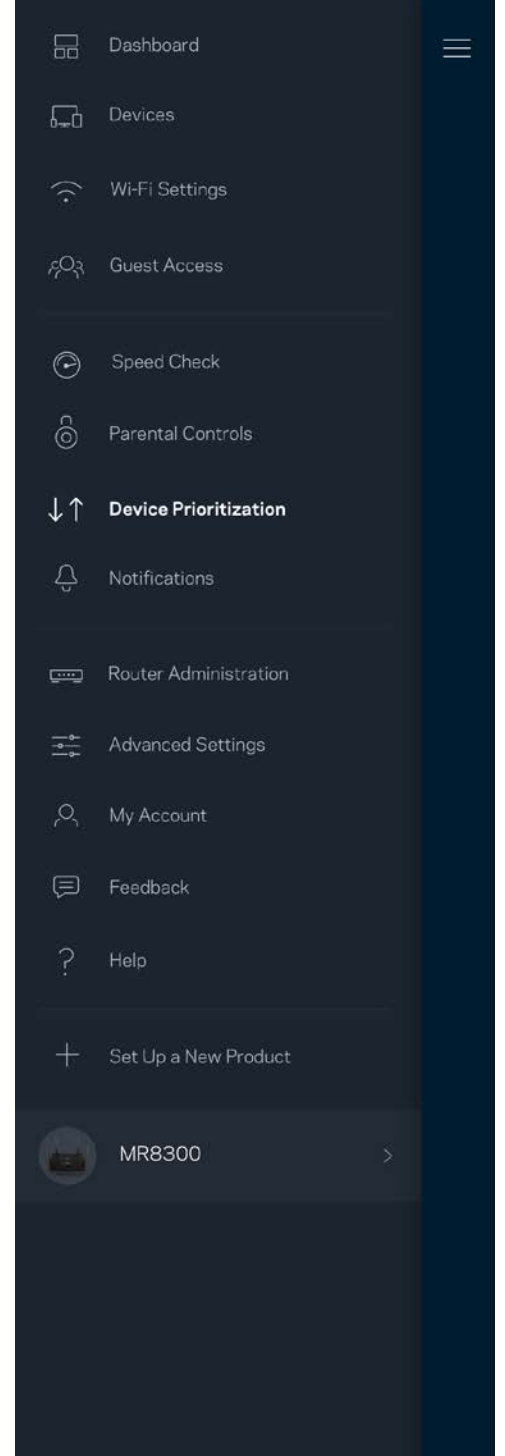 Dashboard
Devices
Wi-Fi Settings
Guest Access
Speed Check
Parental Controls
Device Prioritization
Notifications
Router Administration
Advanced Settings
My Account
Feedback
Help
Set Up a New Product
MR8300